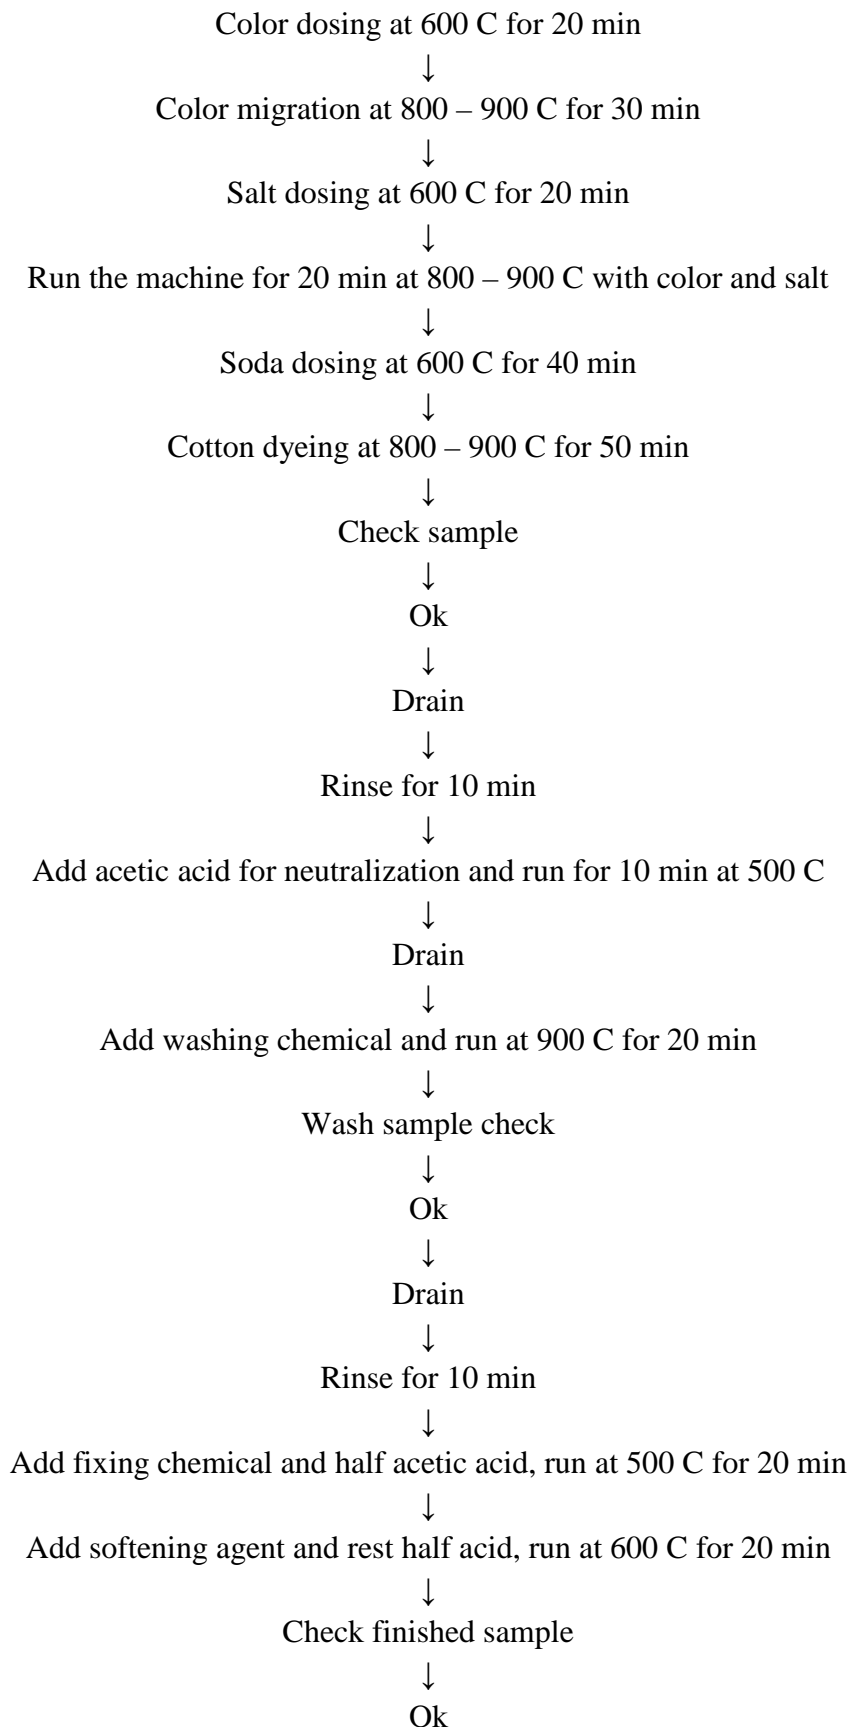 Color dosing at 600 C for 20 min
↓
Color migration at 800 – 900 C for 30 min
↓
Salt dosing at 600 C for 20 min
↓
Run the machine for 20 min at 800 – 900 C with color and salt
↓
Soda dosing at 600 C for 40 min
↓
Cotton dyeing at 800 – 900 C for 50 min
↓
Check sample
↓
Ok
↓
Drain
↓
Rinse for 10 min
↓
Add acetic acid for neutralization and run for 10 min at 500 C
↓
Drain
↓
Add washing chemical and run at 900 C for 20 min
↓
Wash sample check
↓
Ok
↓
Drain
↓
Rinse for 10 min
↓
Add fixing chemical and half acetic acid, run at 500 C for 20 min
↓
Add softening agent and rest half acid, run at 600 C for 20 min
↓
Check finished sample
↓
Ok